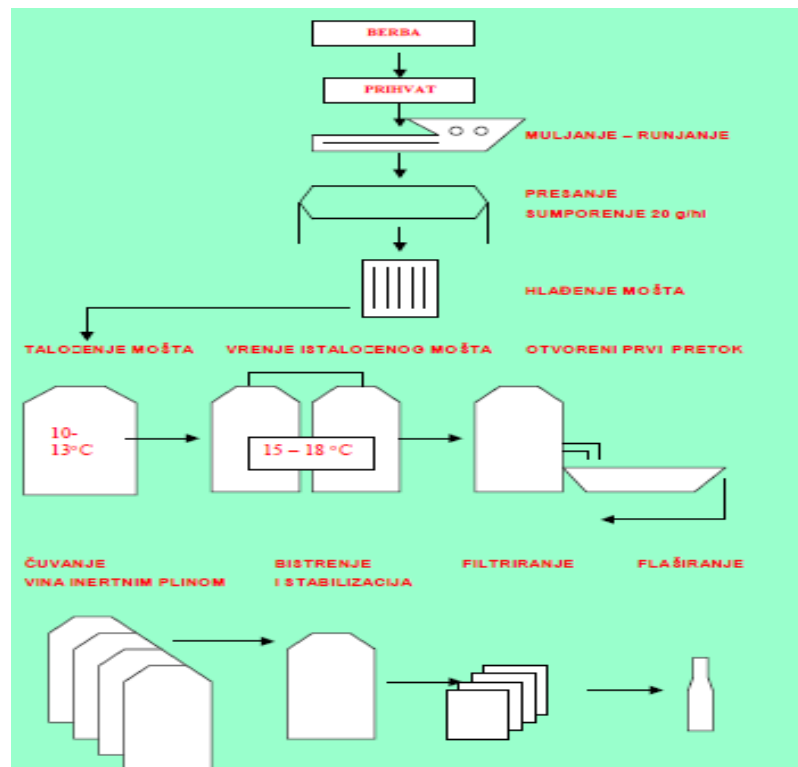 BERBA
PRIHVAT
MULJANJE – RUNJANJE
PRESANJE
SUMPORENJE 20 g/hl
HLAĐENJE MOŠTA
TALOŽENJE MOŠTA
VRENJE ISTALOŽENOG MOŠTA
OTVORENI PRVI PRETOK
10-
13°C
15 – 18 °C
ČUVANJE
VINA INERTNIM PLINOM
BISTRENJE
I STABILIZACIJA
FILTRIRANJE
FLAŠIRANJE